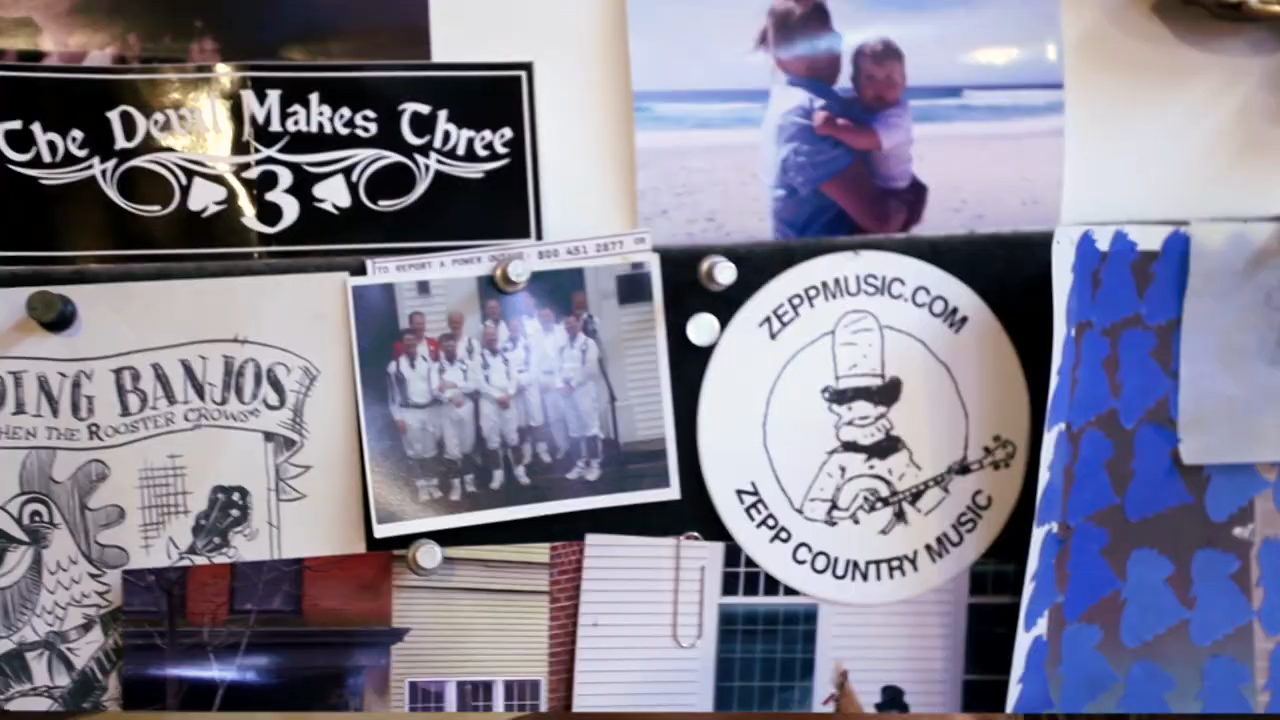 The Devil Makes Three
3
TO REPORT A POWER OUTAGE: 800 451 2877 OR
DING BANJOS
HEN THE ROOSTER CROWS
ZEPPMUSIC.COM
ZEPP COUNTRY MUSIC